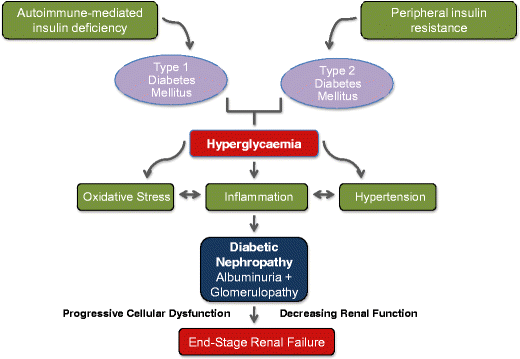 Autoimmune-mediated
insulin deficiency
Peripheral insulin
resistance
Type 1
Diabetes
Mellitus
Type 2
Diabetes
Mellitus
Hyperglycaemia
Oxidative Stress
Inflammation
Hypertension
Diabetic
Nephropathy
Albuminuria +
Glomerulopathy
Progressive Cellular Dysfunction
Decreasing Renal Function
End-Stage Renal Failure